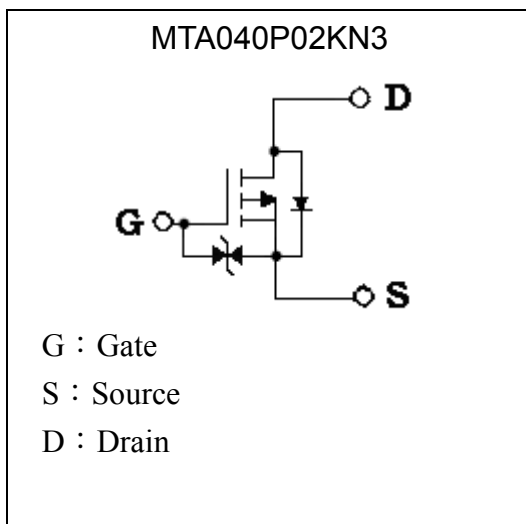 MTA040P02KN3
D
G
S
G：Gate
S：Source
D：Drain